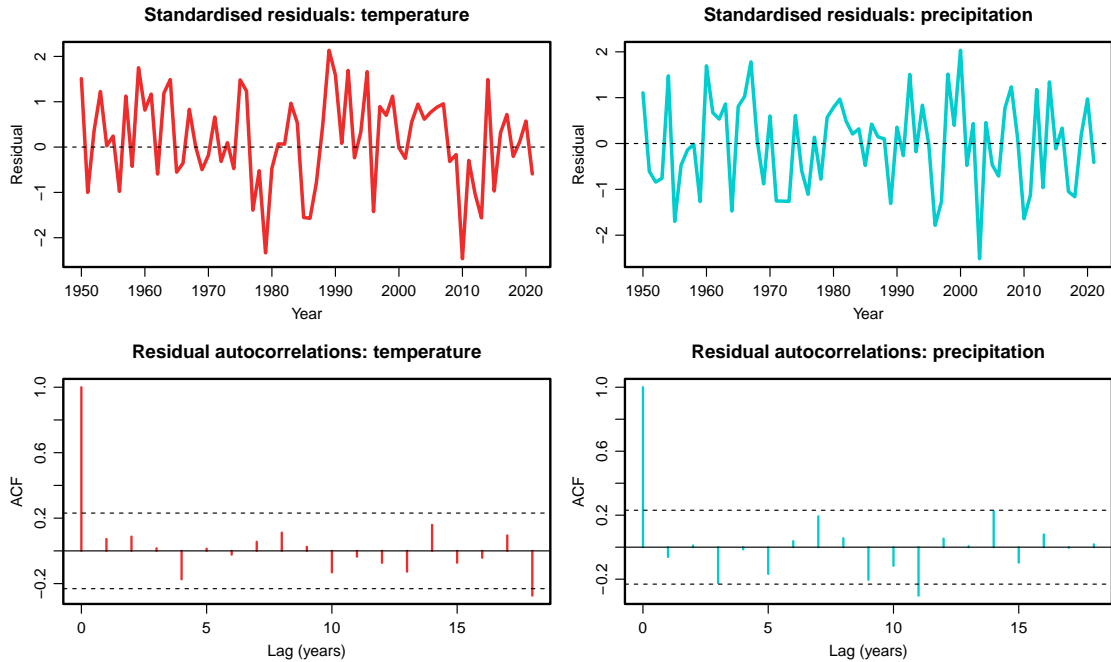 Standardised residuals: temperature
Residual
2
1
0
−1
−2
1950 1960 1970 1980 1990 2000 2010 2020
Year
Standardised residuals: precipitation
Residual
2
1
0
−1
−2
1950 1960 1970 1980 1990 2000 2010 2020
Year
Residual autocorrelations: temperature
ACF
1.0
0.6
0.2
−0.2
0 5 10 15
Lag (years)
Residual autocorrelations: precipitation
ACF
1.0
0.6
0.2
−0.2
0 5 10 15
Lag (years)